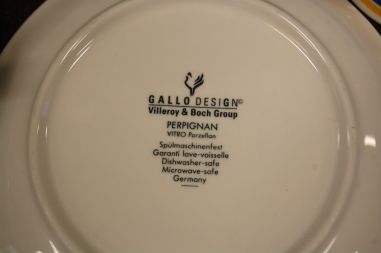 GALLO DESIGN©
Villeroy & Boch Group
PERPIGNAN
VITRO Porzellan
Spülmaschinenfest
Garanti lave-vaisselle
Dishwasher-safe
Microwave-safe
Germany